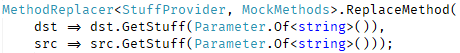 MethodReplacer<StuffProvider, MockMethods>.ReplaceMethod(
    dst => dst.GetStuff(Parameter.Of<string>()),
    src => src.GetStuff(Parameter.Of<string>()));